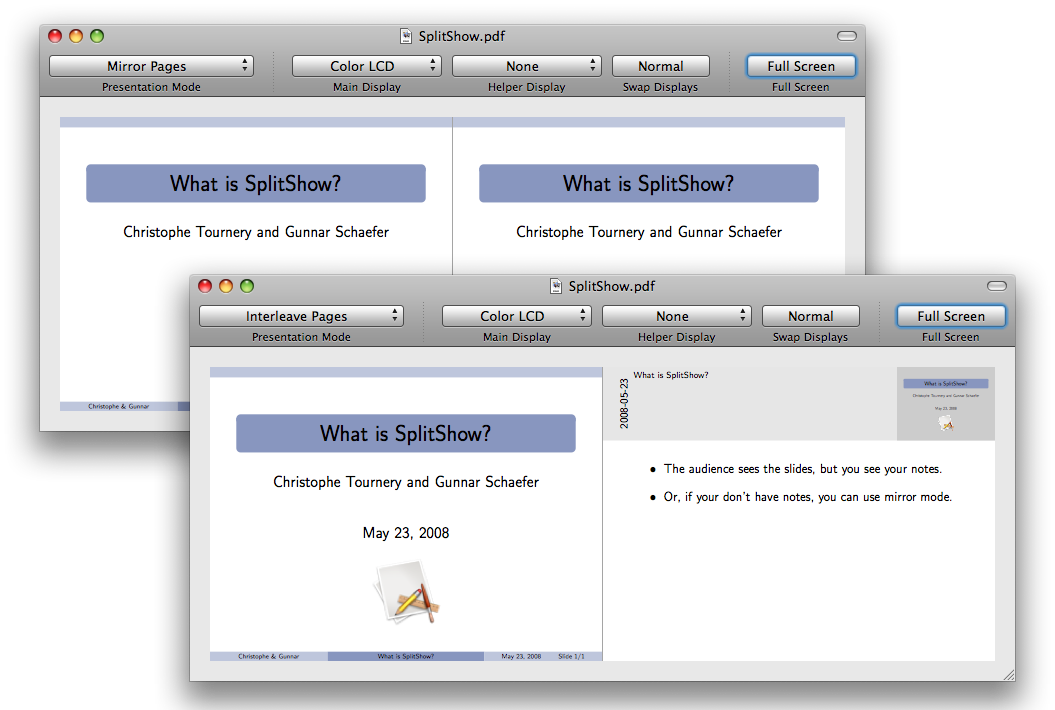 SplitShow.pdf
Mirror Pages Color LCD None Normal Full Screen
Presentation Mode Main Display Helper Display Swap Displays Full Screen
What is SplitShow? What is SplitShow?
Christophe Tournery and Gunnar Schaefer Christophe Tournery and Gunnar Schaefer
Christophe & Gunnar
SplitShow.pdf
Interleave Pages Color LCD None Normal Full Screen
Presentation Mode Main Display Helper Display Swap Displays Full Screen
What is SplitShow?
Christophe Tournery and Gunnar Schaefer
May 23, 2008
Christophe & Gunnar What is SplitShow? May 23, 2008 Slide 1/1
2008-05-23
What is SplitShow?
What is SplitShow?
Christophe Tournery and Gunnar Schaefer
May 23, 2008
• The audience sees the slides, but you see your notes.
• Or, if your don't have notes, you can use mirror mode.